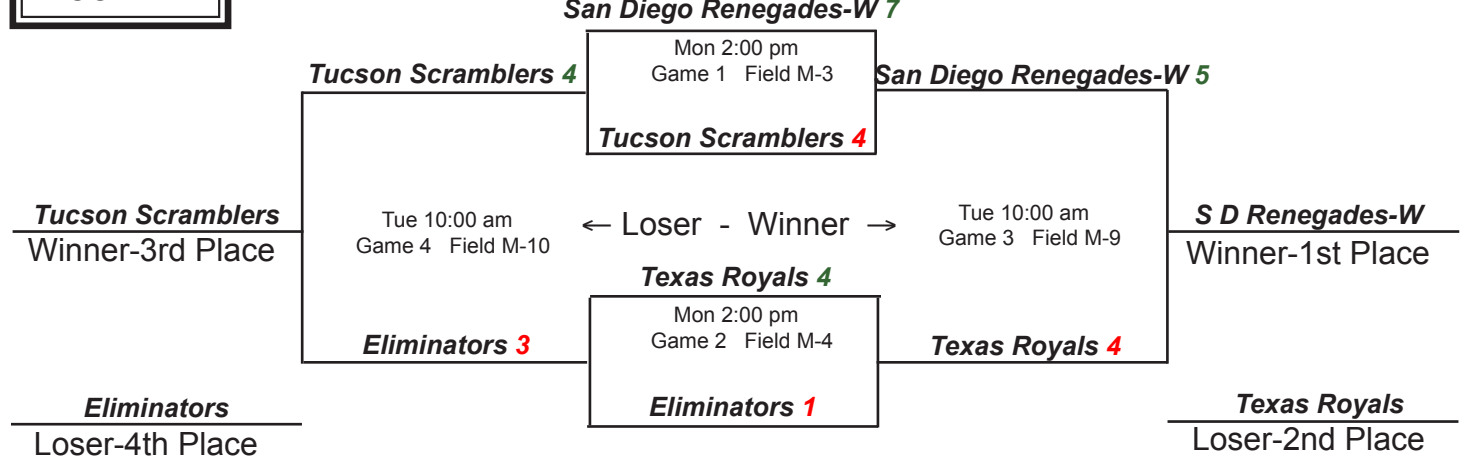 San Diego Renegades-W 7
Mon 2:00 pm
Game 1 Field M-3
Tucson Scramblers 4
San Diego Renegades-W 5
Tucson Scramblers 4
Tucson Scramblers
Winner-3rd Place
Tue 10:00 am
Game 4 Field M-10
← Loser - Winner →
Tue 10:00 am
Game 3 Field M-9
S D Renegades-W
Winner-1st Place
Texas Royals 4
Mon 2:00 pm
Game 2 Field M-4
Eliminators 3
Texas Royals 4
Eliminators 1
Eliminators
Loser-4th Place
Texas Royals
Loser-2nd Place